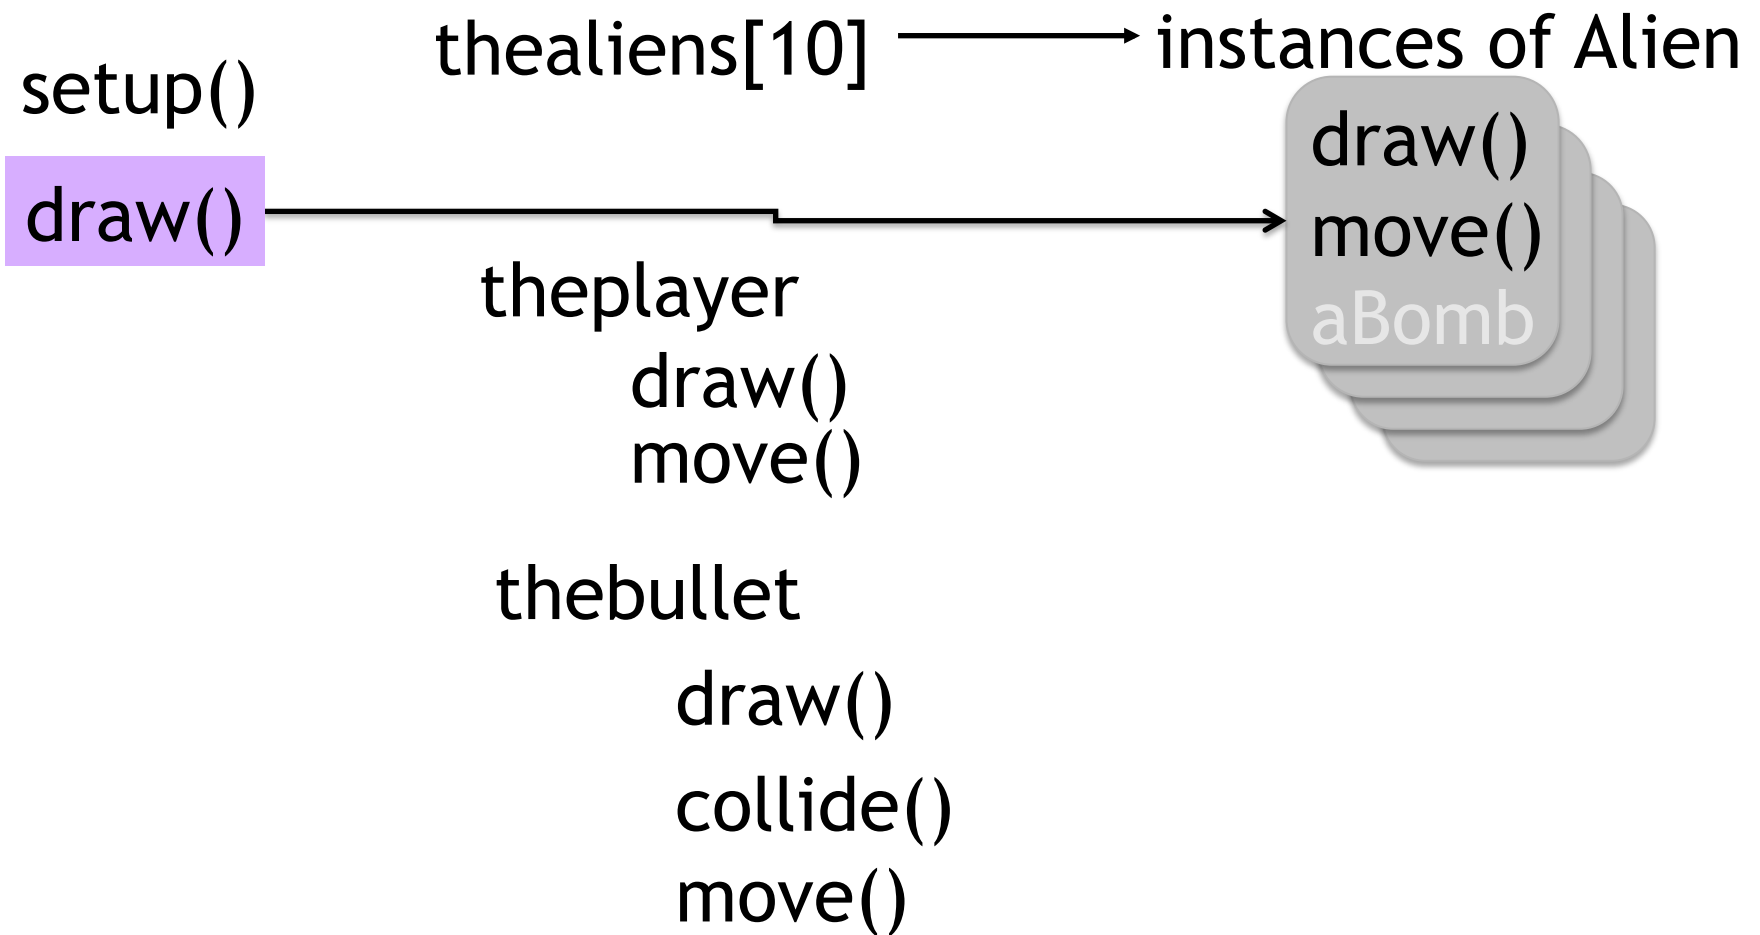 setup()
draw()
thealiens[10]
instances of Alien
draw()
move()
aBomb
theplayer
draw()
move()
thebullet
draw()
collide()
move()